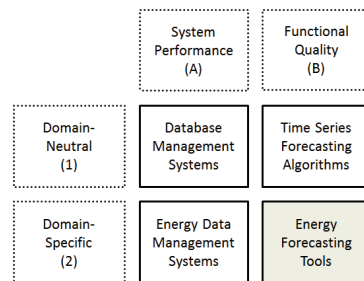 System
Performance
(A)
Functional
Quality
(B)
Domain-
Neutral
(1)
Database
Management
Systems
Time Series
Forecasting
Algorithms
Domain-
Specific
(2)
Energy Data
Management
Systems
Energy
Forecasting
Tools